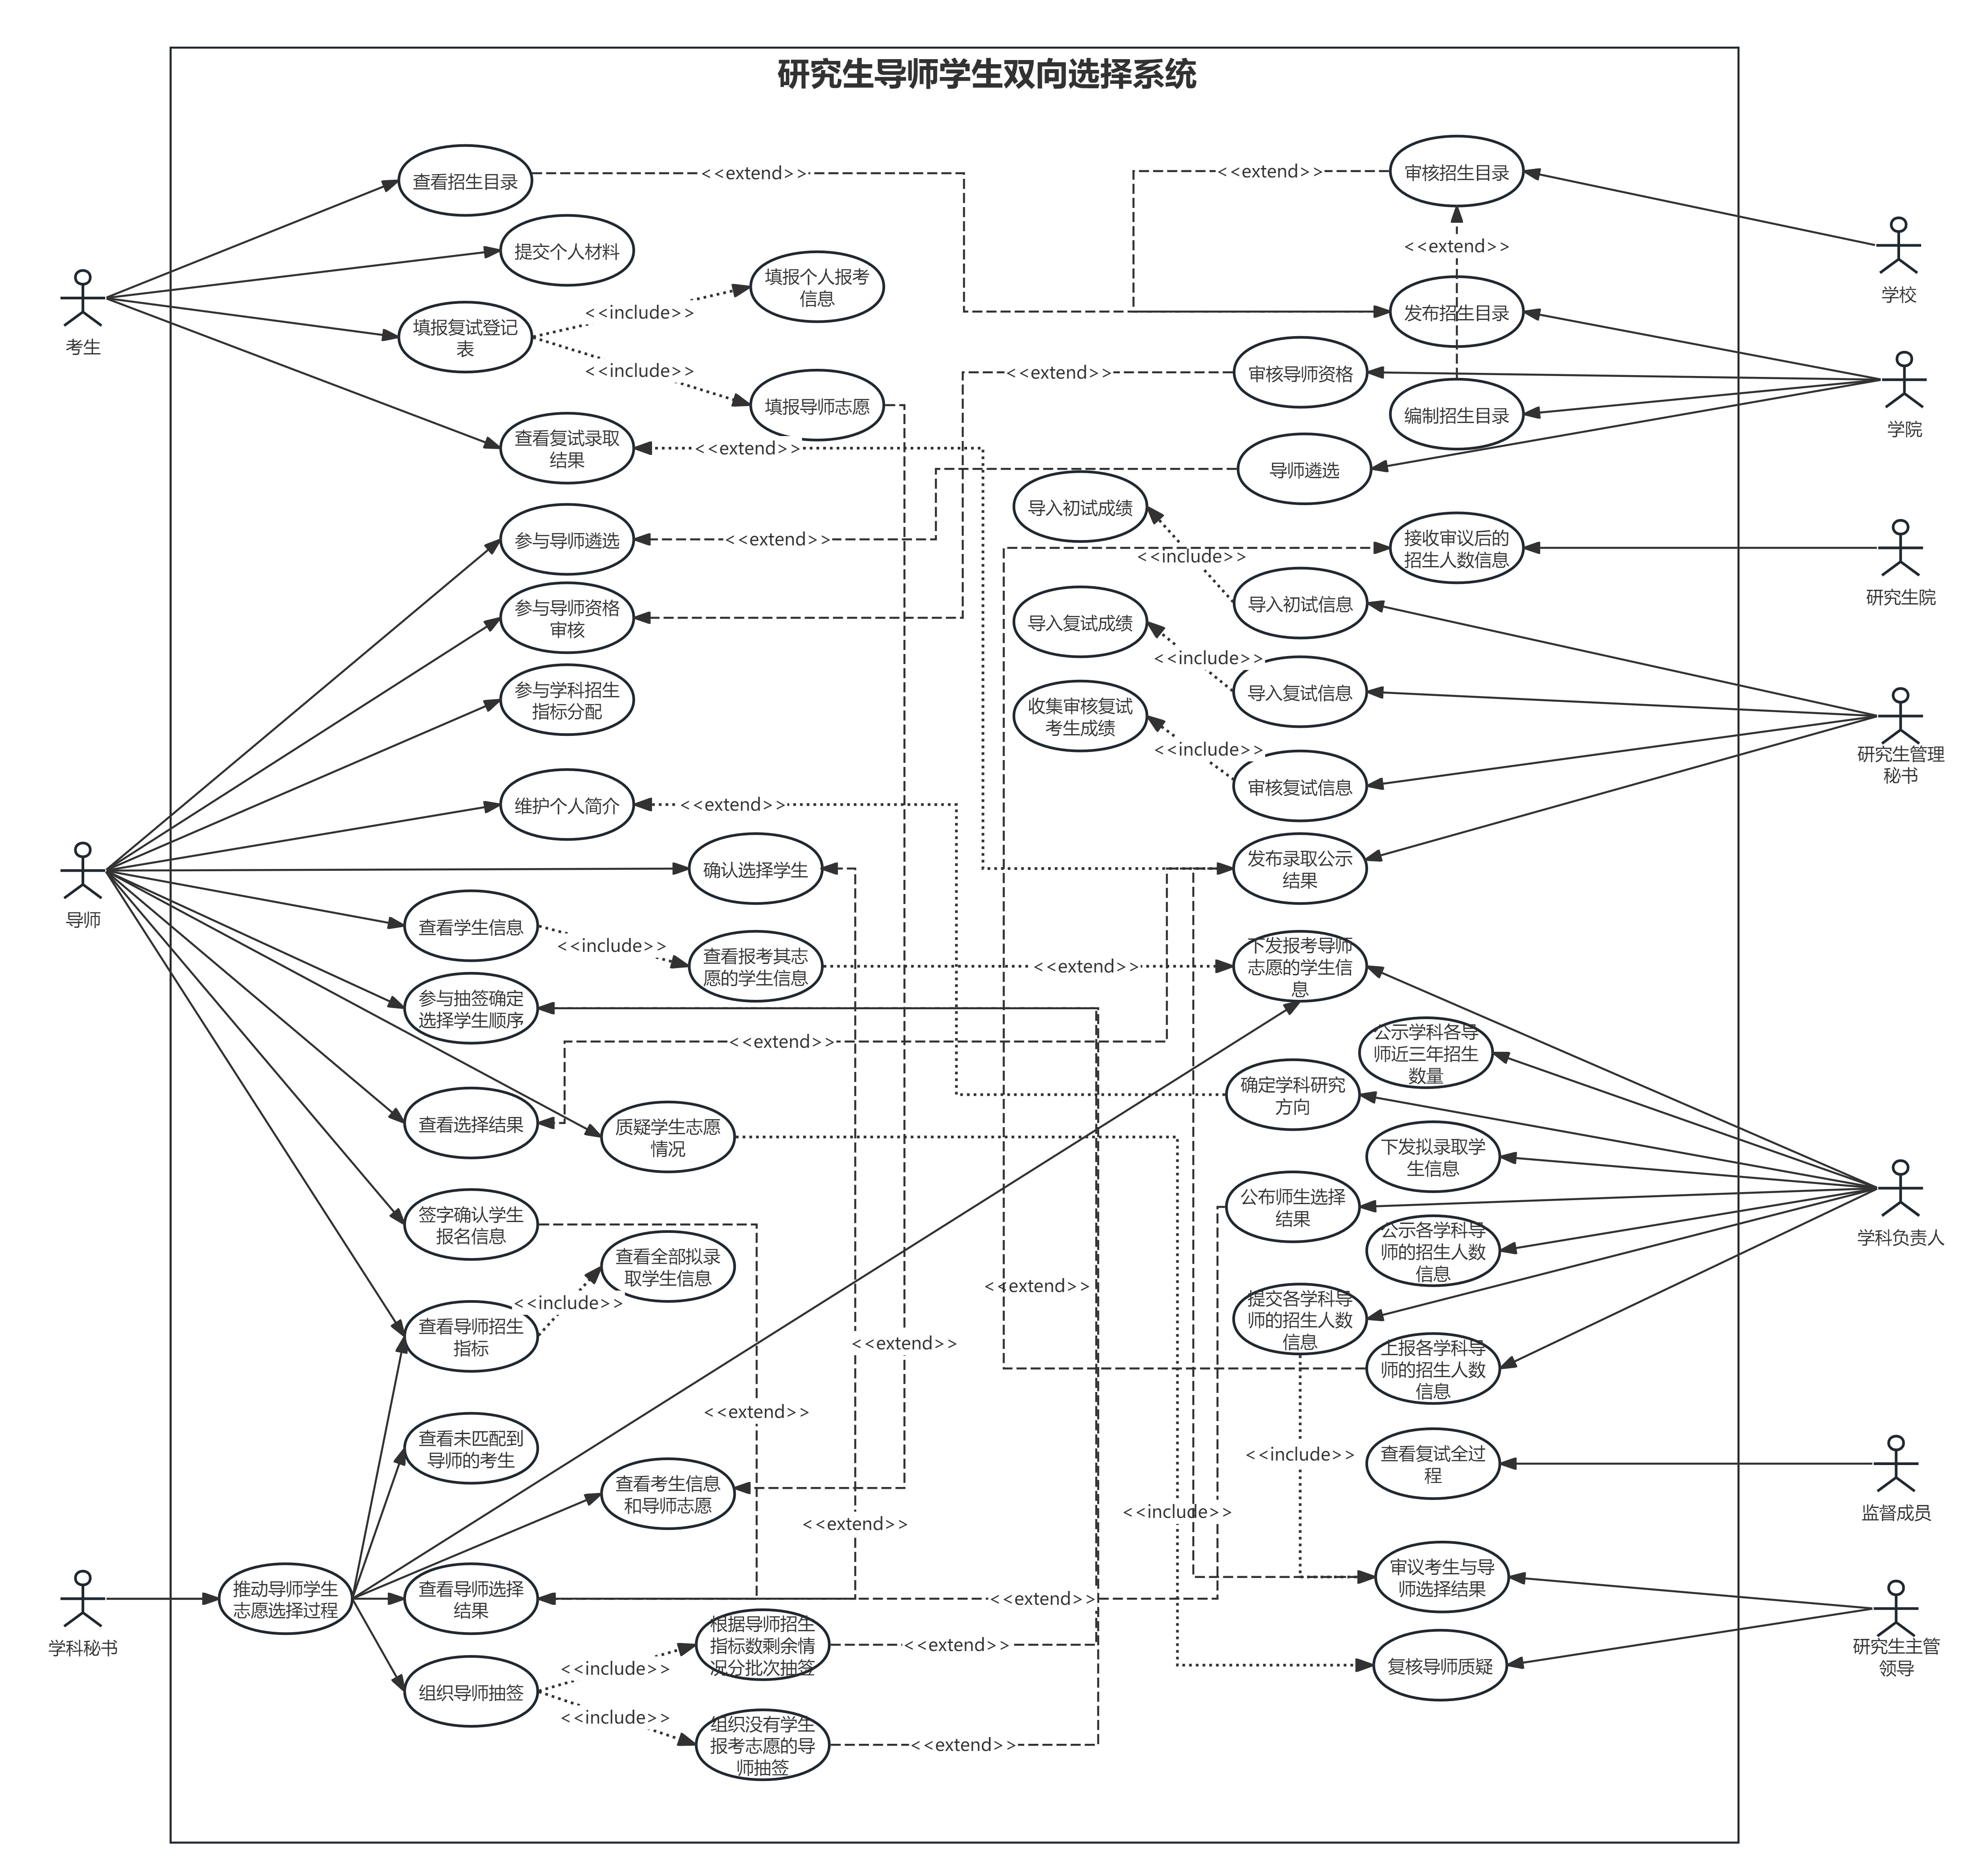 研究生导师学生双向选择系统
查看招生目录
<<extend>>
<<extend>>
审核招生目录
提交个人材料
<<extend>>
填报个人报考
信息
<<include>>
填报复试登记
表
<<include>>
发布招生目录
学校
考生
填报导师志愿
<<extend>>
审核导师资格
编制招生目录
学院
查看复试录取
结果
<<extend>>
导师遴选
导入初试成绩
参与导师遴选
<<extend>>
<<include>>
接收审议后的
招生人数信息
研究生院
参与导师资格
审核
导入初试信息
导入复试成绩
<<include>>
导入复试信息
参与学科招生
指标分配
收集审核复试
考生成绩
<<include>>
审核复试信息
研究生管理
秘书
维护个人简介
<<extend>>
确认选择学生
发布录取公示
结果
导师
查看学生信息
<<include>>
查看报考其志
愿的学生信息
<<extend>>
下发报考导师
志愿的学生信
息
参与抽签确定
选择学生顺序
<<extend>>
公示学科各导
师近三年招生
数量
确定学科研究
方向
查看选择结果
质疑学生志愿
情况
下发拟录取学
生信息
签字确认学生
报名信息
公布师生选择
结果
公示各学科导
师的招生人数
信息
学科负责人
查看全部拟录
取学生信息
<<include>>
<<extend>>
提交各学科导
师的招生人数
信息
查看导师招生
指标
<<extend>>
上报各学科导
师的招生人数
信息
<<extend>>
查看未匹配到
导师的考生
<<include>>
查看复试全过
程
监督成员
查看考生信息
和导师志愿
<<extend>>
<<include>>
推动导师学生
志愿选择过程
查看导师选择
结果
<<extend>>
审议考生与导
师选择结果
学科秘书
根据导师招生
指标数剩余情
况分批次抽签
<<extend>>
研究生主管
领导
<<include>>
组织导师抽签
复核导师质疑
<<include>>
组织没有学生
报考志愿的导
师抽签
<<extend>>